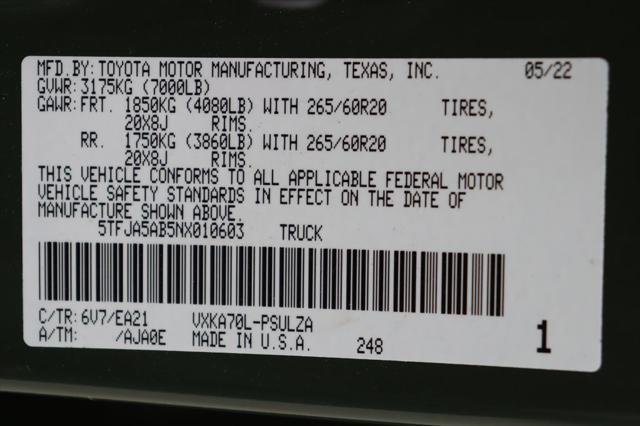 MFD.BY:TOYOTA MOTOR MANUFACTURING, TEXAS, INC. 05/22
GVWR:3175KG (7000LB)
GAWR:FRT. 1850KG (4080LB) WITH 265/60R20 TIRES,
20X8J RIMS.
RR. 1750KG (3860LB) WITH 265/60R20 TIRES,
20X8J RIMS.
THIS VEHICLE CONFORMS TO ALL APPLICABLE FEDERAL MOTOR
VEHICLE SAFETY STANDARDS IN EFFECT ON THE DATE OF
MANUFACTURE SHOWN ABOVE.
5TFJA5AB5NX010603 TRUCK
C/TR:6V7/EA21 VXKA70L-PSULZA
A/TM: /AJA0E MADE IN U.S.A. 248 1